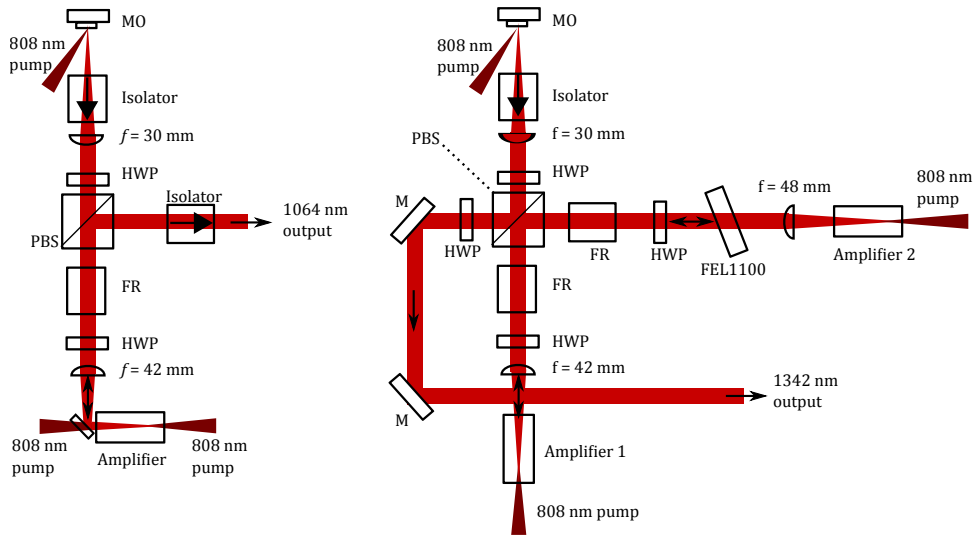 MO
808 nm
pump
Isolator
f = 30 mm
HWP
Isolator
PBS
1064 nm
output
FR
HWP
f = 42 mm
808 nm
pump
Amplifier
808 nm
pump
MO
808 nm
pump
Isolator
f = 30 mm
PBS
HWP
M
HWP
FR
HWP
FEL1100
f = 48 mm
808 nm
pump
Amplifier 2
FR
HWP
f = 42 mm
M
1342 nm
output
Amplifier 1
808 nm pump